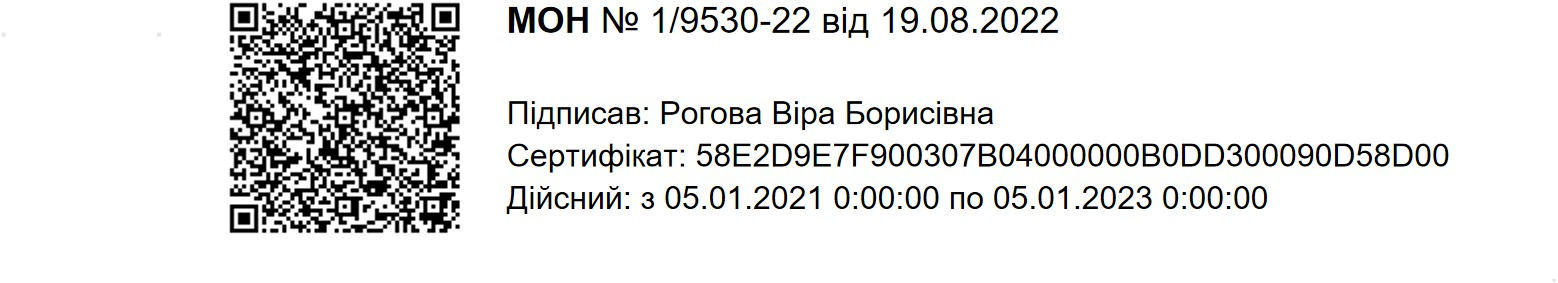 МОН № 1/9530-22 від 19.08.2022
Підписав: Рогова Віра Борисівна
Сертифікат: 58E2D9E7F900307B04000000B0DD300090D58D00
Дійсний: з 05.01.2021 0:00:00 по 05.01.2023 0:00:00